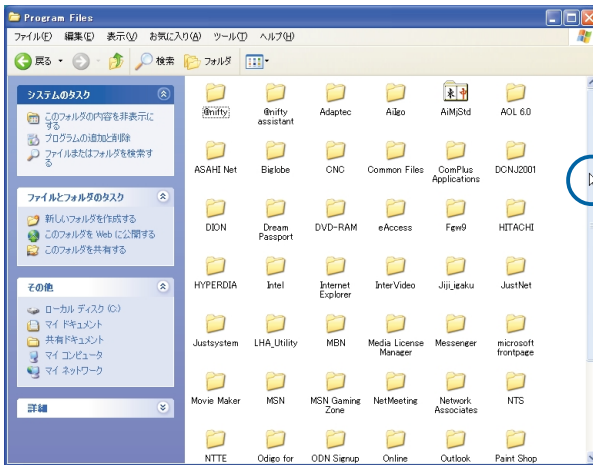 Program Files
ファイル(F) 編集(E) 表示(V) お気に入り(A) ツール(T) ヘルプ(H)
戻る 検索 フォルダ
システムのタスク
このフォルダの内容を非表示に
する
プログラムの追加と削除
ファイルまたはフォルダを検索す
る
ファイルとフォルダのタスク
新しいフォルダを作成する
このフォルダを Web に公開する
このフォルダを共有する
その他
ローカル ディスク (C:)
マイ ドキュメント
共有ドキュメント
マイ コンピュータ
マイ ネットワーク
詳細
@nifty @nifty assistant Adaptec Ailgo AiMjStd AOL 6.0
ASAHI Net Biglobe CNC Common Files ComPlus Applications DCNJ2001
DION Dream Passport DVD-RAM eAccess Fgw9 HITACHI
HYPERDIA Intel Internet Explorer InterVideo Jiji_igaku JustNet
Justsystem LHA_Utility MBN Media License Manager Messenger microsoft frontpage
Movie Maker MSN MSN Gaming Zone NetMeeting Network Associates NTS
NTTE Odigo for ODN Signup Online Outlook Paint Shop